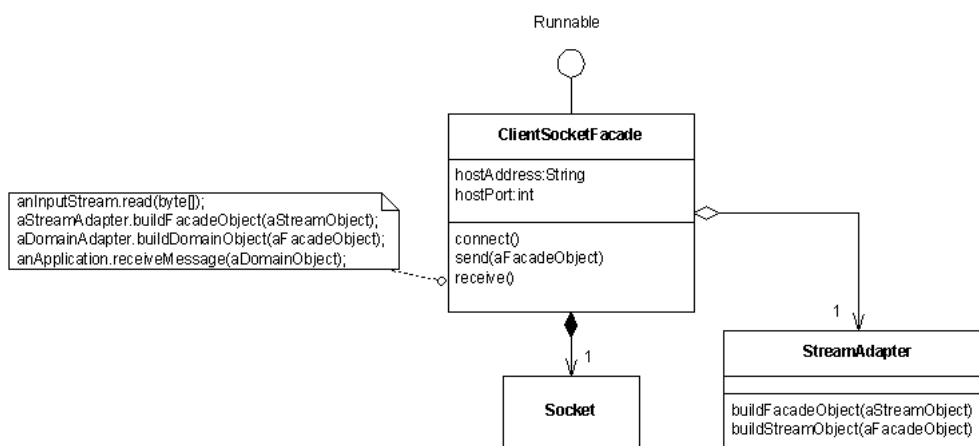 Runnable
ClientSocketFacade
hostAddress:String
hostPort:int
connect()
send(aFacadeObject)
receive()
anInputStream.read(byte[]);
aStreamAdapter.buildFacadeObject(aStreamObject);
aDomainAdapter.buildDomainObject(aFacadeObject);
anApplication.receiveMessage(aDomainObject);
1
Socket
1
StreamAdapter
buildFacadeObject(aStreamObject)
buildStreamObject(aFacadeObject)